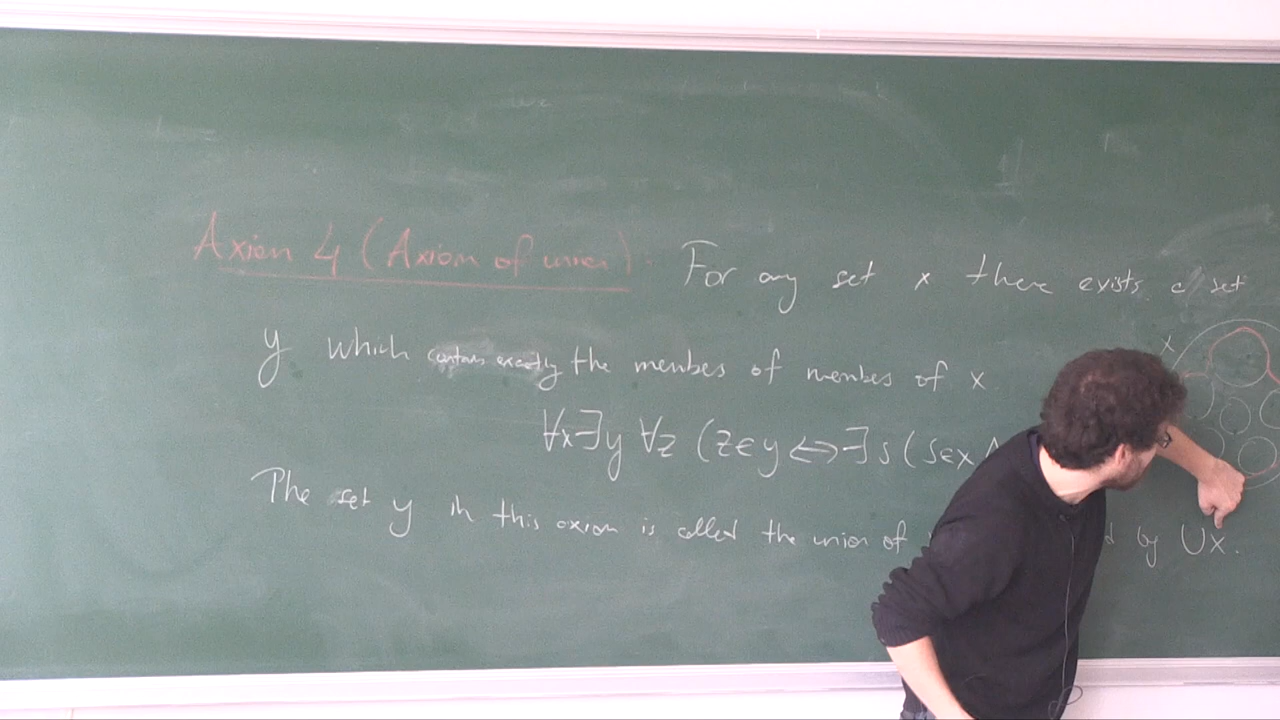 Axiom 4 (Axiom of union). For any set x there exists a set
x
y which contains exactly the members of members of x
∀x∃y ∀z (z∈y ⇔ ∃s (s∈x ∧
The set y in this axiom is called the union of by ∪x.